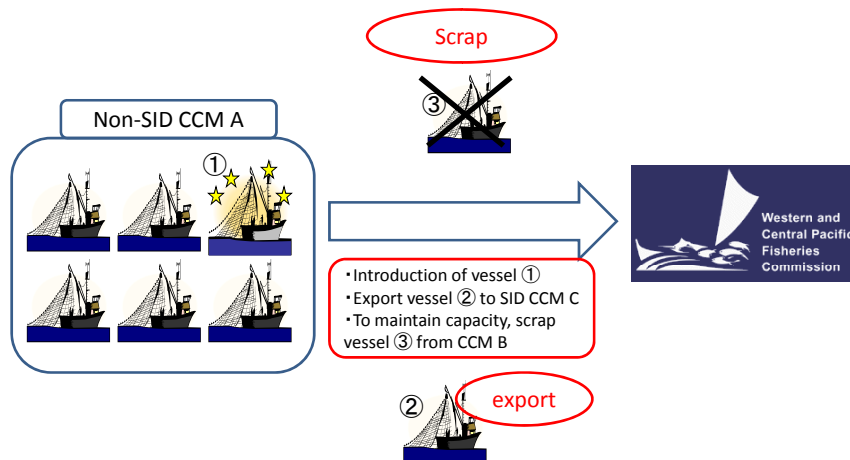 Scrap
③
Non-SID CCM A
①
Western and
Central Pacific
Fisheries
Commission
・Introduction of vessel ①
・Export vessel ② to SID CCM C
・To maintain capacity, scrap
vessel ③ from CCM B
②
export